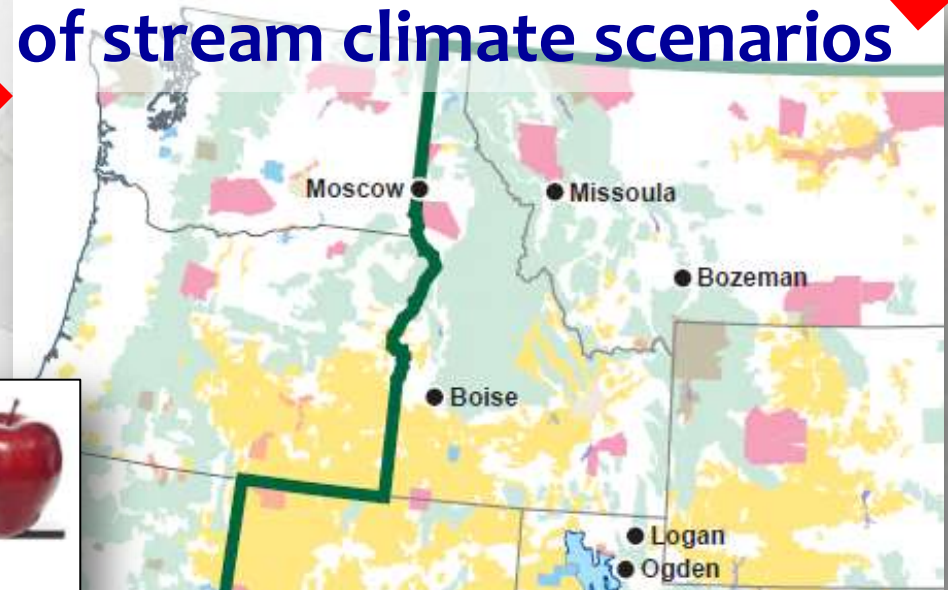 of stream climate scenarios
Moscow
Missoula
Bozeman
Boise
Logan
Ogden